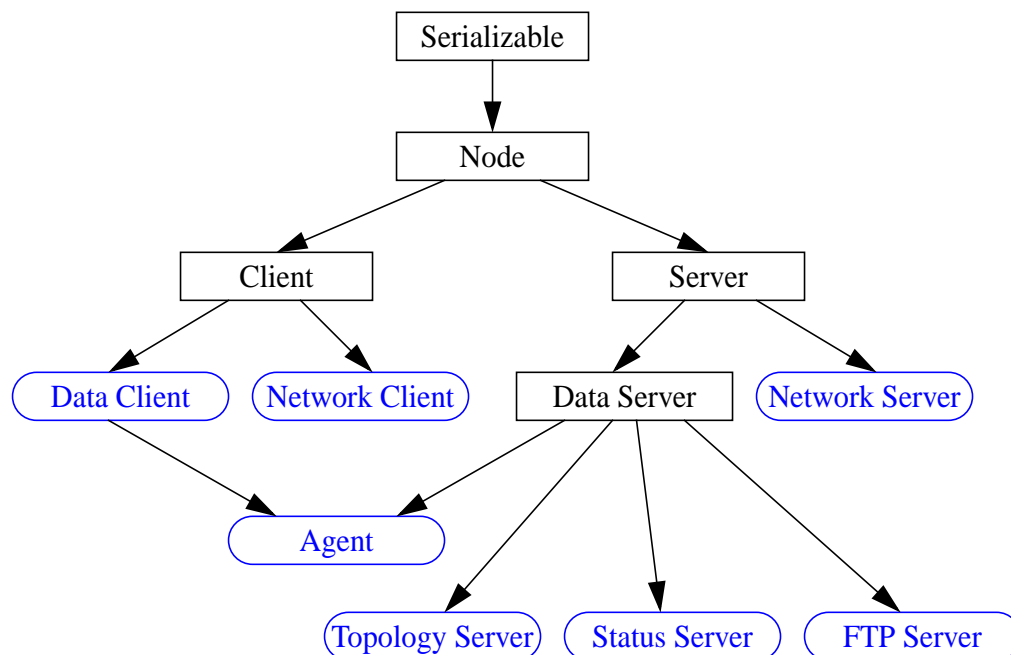 Serializable
Node
Client
Server
Data Client
Network Client
Data Server
Network Server
Agent
Topology Server
Status Server
FTP Server